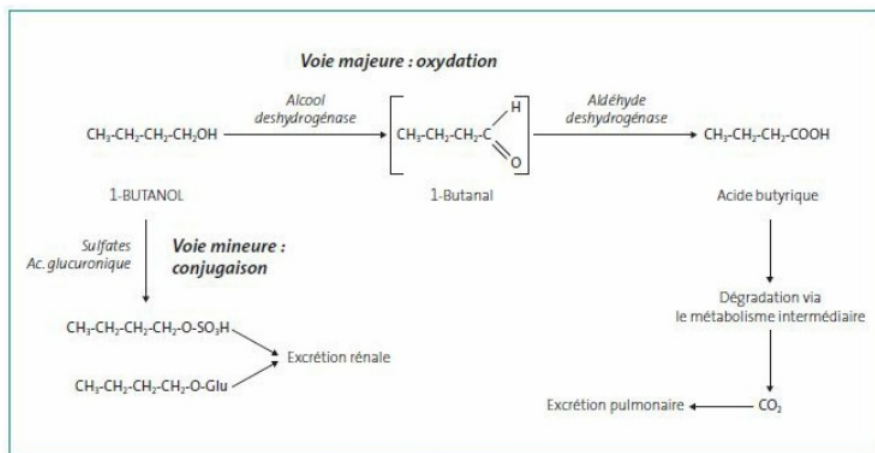 Voie majeure : oxydation
Alcool
deshydrogénase
Aldéhyde
deshydrogénase
CH₃-CH₂-CH₂-CH₂OH
CH₃-CH₂-CH₂-C
H
O
CH₃-CH₂-CH₂-COOH
1-BUTANOL
1-Butanal
Acide butyrique
Sulfates
Ac. glucuronique
Voie mineure :
conjugaison
Dégradation via
le métabolisme intermédiaire
CH₃-CH₂-CH₂-CH₂-O-SO₃H
Excrétion rénale
CH₃-CH₂-CH₂-CH₂-O-Glu
Excrétion pulmonaire
CO₂